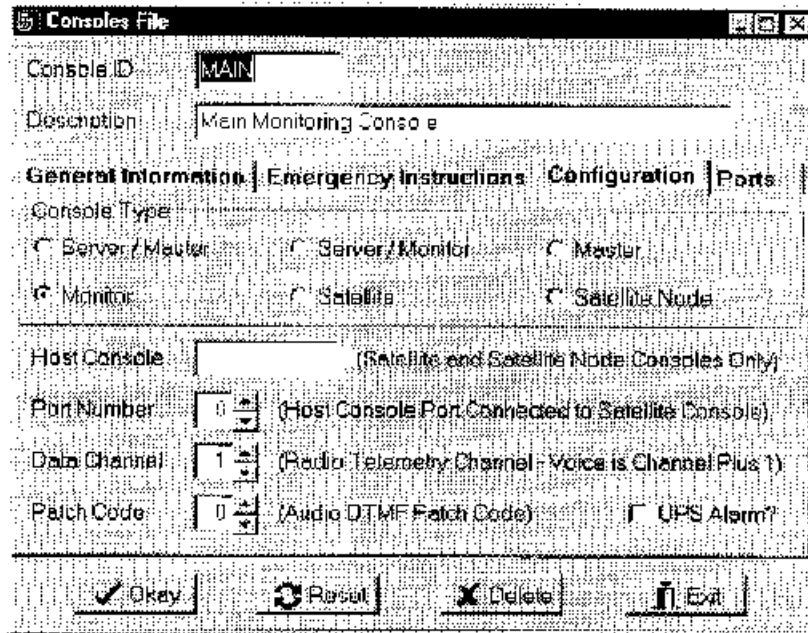 Consoles File
Console ID MAIN
Description Main Monitoring Console
General Information Emergency Instructions Configuration Ports
Console Type
Server / Master Server / Monitor Master
Monitor Satellite Satellite Node
Host Console (Satellite and Satellite Node Consoles Only)
Port Number 0 (Host Console Port Connected to Satellite Console)
Data Channel 1 (Radio Telemetry Channel - Voice is Channel Plus 1)
Patch Code 0 (Audio DTMF Patch Code) UPS Alarm?
Okay Reset Delete Exit